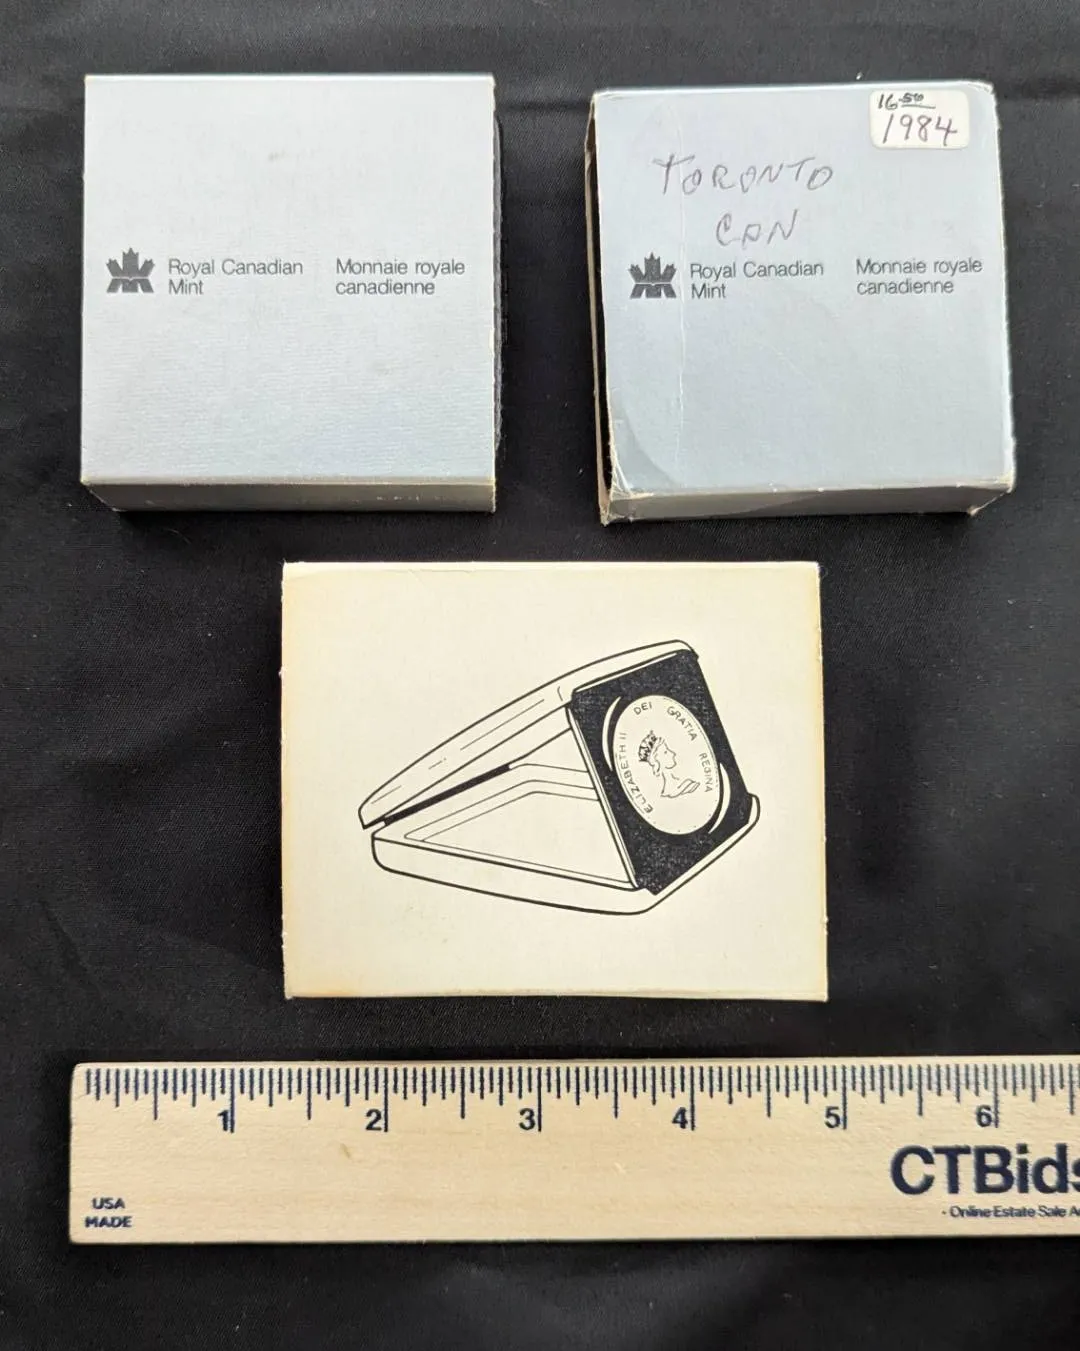 Royal Canadian
Mint
Monnaie royale
canadienne
16.50
1984
TORONTO
CAN
Royal Canadian
Mint
Monnaie royale
canadienne
ELIZABETH II DEI GRATIA REGINA
1 2 3 4 5 6
USA
MADE
CTBids
· Online Estate Sale